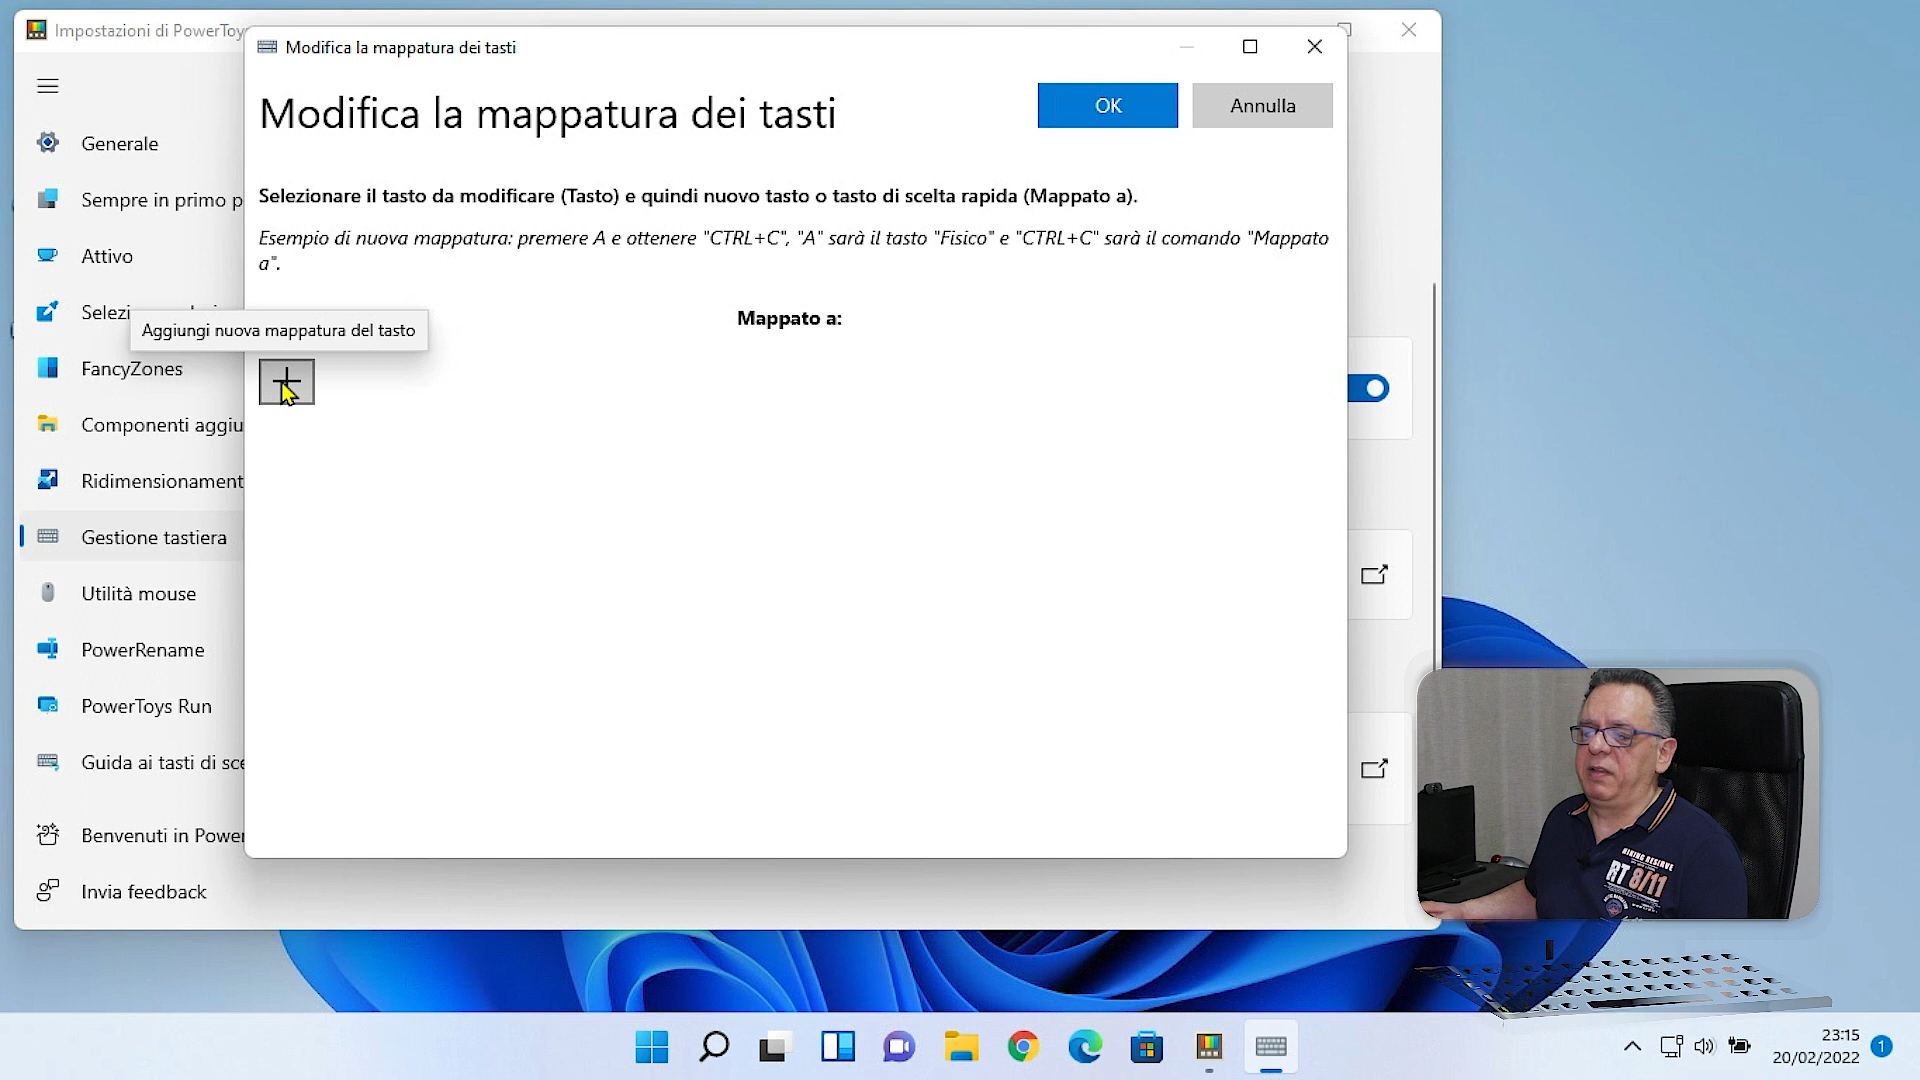 Impostazioni di PowerToy
Modifica la mappatura dei tasti
Modifica la mappatura dei tasti
OK
Annulla
Selezionare il tasto da modificare (Tasto) e quindi nuovo tasto o tasto di scelta rapida (Mappato a).
Esempio di nuova mappatura: premere A e ottenere "CTRL+C", "A" sarà il tasto "Fisico" e "CTRL+C" sarà il comando "Mappato
a".
Mappato a:
Aggiungi nuova mappatura del tasto
Generale
Sempre in primo p
Attivo
Selezi
FancyZones
Componenti aggiu
Ridimensionament
Gestione tastiera
Utilità mouse
PowerRename
PowerToys Run
Guida ai tasti di sce
Benvenuti in Power
Invia feedback
HIKING RESERVE
RT 8/11
23:15
20/02/2022
1